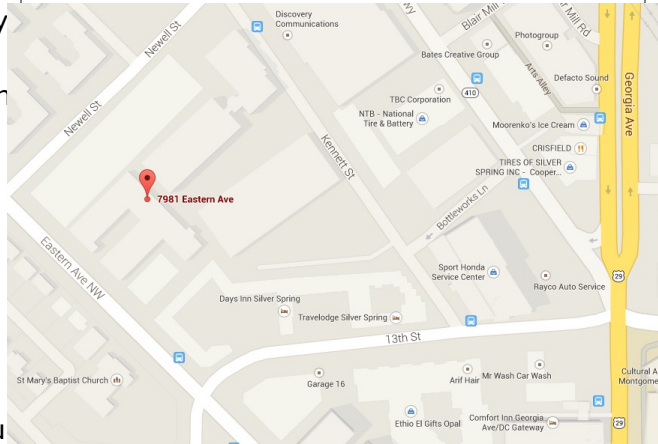 Discovery
Communications
Newell St
Newell St
Blair Mill
Mill Rd
Photogroup
Bates Creative Group
Arts Alley
Defacto Sound
Georgia Ave
TBC Corporation
410
NTB - National
Tire & Battery
Moorenko's Ice Cream
CRISFIELD
TIRES OF SILVER
SPRING INC - Cooper...
Kennett St
7981 Eastern Ave
Bottleworks Ln
Eastern Ave NW
Sport Honda
Service Center
29
Rayco Auto Service
Days Inn Silver Spring
Travelodge Silver Spring
13th St
St Mary's Baptist Church
Garage 16
Arif Hair
Mr Wash Car Wash
Cultural A
Montgome
Ethio El Gifts Opal
Comfort Inn Georgia
Ave/DC Gateway
29